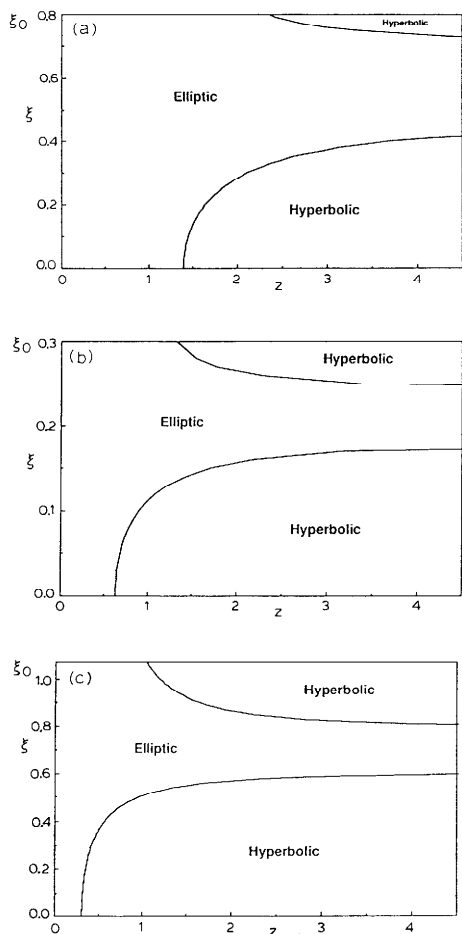 ξ0 0.8 (a) Hyperbolic
0.6 Elliptic
ξ
0.4
0.2 Hyperbolic
0.0
0 1 2 3 4
z
ξ0 0.3 (b) Hyperbolic
0.2 Elliptic
ξ
0.1 Hyperbolic
0.0
0 1 2 3 4
z
ξ0 (c)
1.0 Hyperbolic
0.8
ξ Elliptic
0.6
0.4
Hyperbolic
0.2
0.0
0 1 2 3 4
z